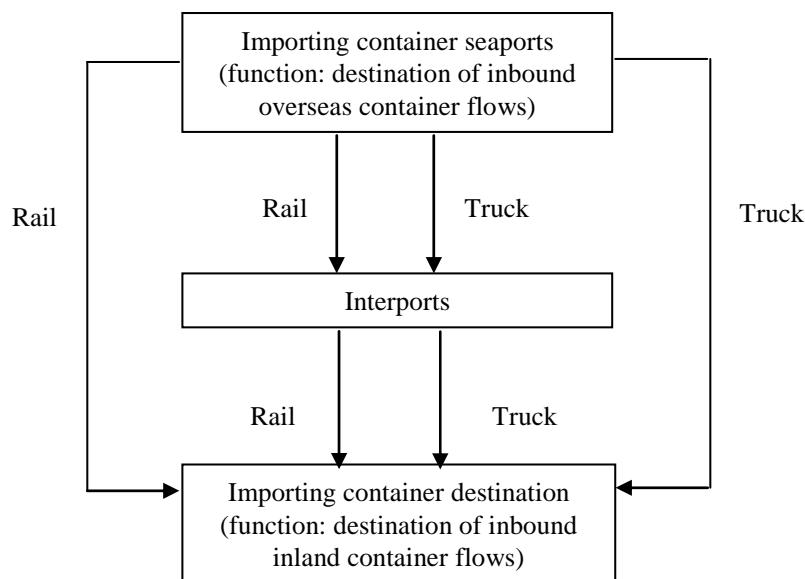 Importing container seaports
(function: destination of inbound
overseas container flows)
Rail
Rail
Truck
Truck
Interports
Rail
Truck
Importing container destination
(function: destination of inbound
inland container flows)